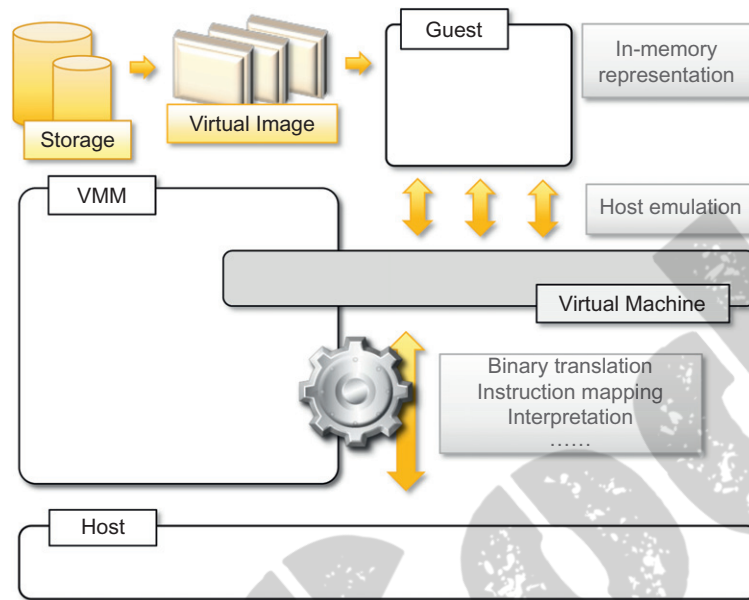 Guest
In-memory
representation
Virtual Image
Storage
VMM
Host emulation
Virtual Machine
Binary translation
Instruction mapping
Interpretation
……
Host